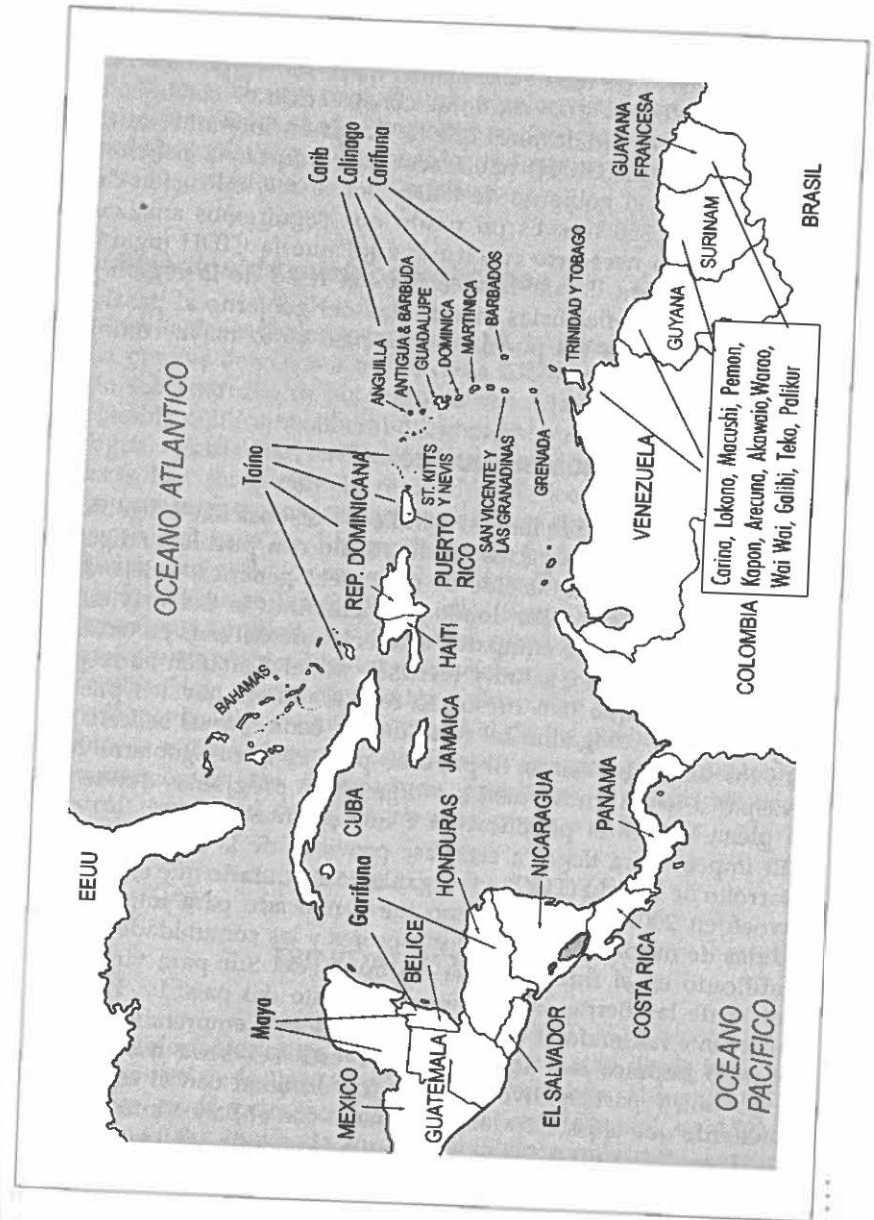 OCEANO ATLANTICO
EEUU
BAHAMAS
Taíno
Carib
Calinago
Carifuna
CUBA
REP. DOMINICANA
HAITI
JAMAICA
PUERTO
RICO
ST. KITTS
Y NEVIS
ANGUILLA
ANTIGUA & BARBUDA
GUADALUPE
DOMINICA
MARTINICA
BARBADOS
SAN VICENTE Y
LAS GRANADINAS
GRENADA
TRINIDAD Y TOBAGO
Maya
Garifuna
MEXICO
BELICE
GUATEMALA
HONDURAS
EL SALVADOR
NICARAGUA
COSTA RICA
PANAMA
OCEANO
PACIFICO
COLOMBIA
VENEZUELA
GUYANA
SURINAM
GUAYANA
FRANCESA
BRASIL
Carina, Lokono, Macushi, Pemon,
Kapon, Arecuna, Akawaio,Warao,
Wai Wai, Galibi, Teko, Palikur